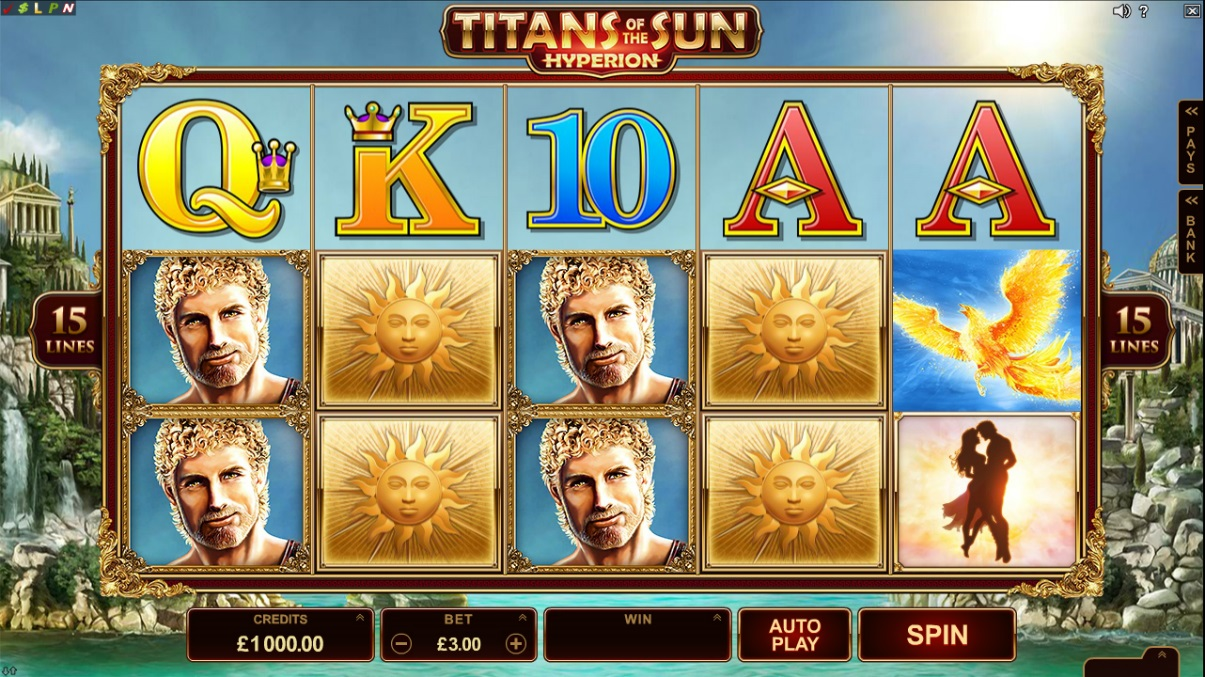 $ L P N
?
TITANS OF THE SUN
HYPERION
Q K 10 A A
PAYS
BANK
15
LINES
15
LINES
CREDITS
£1000.00
BET
£3.00
WIN
AUTO
PLAY
SPIN